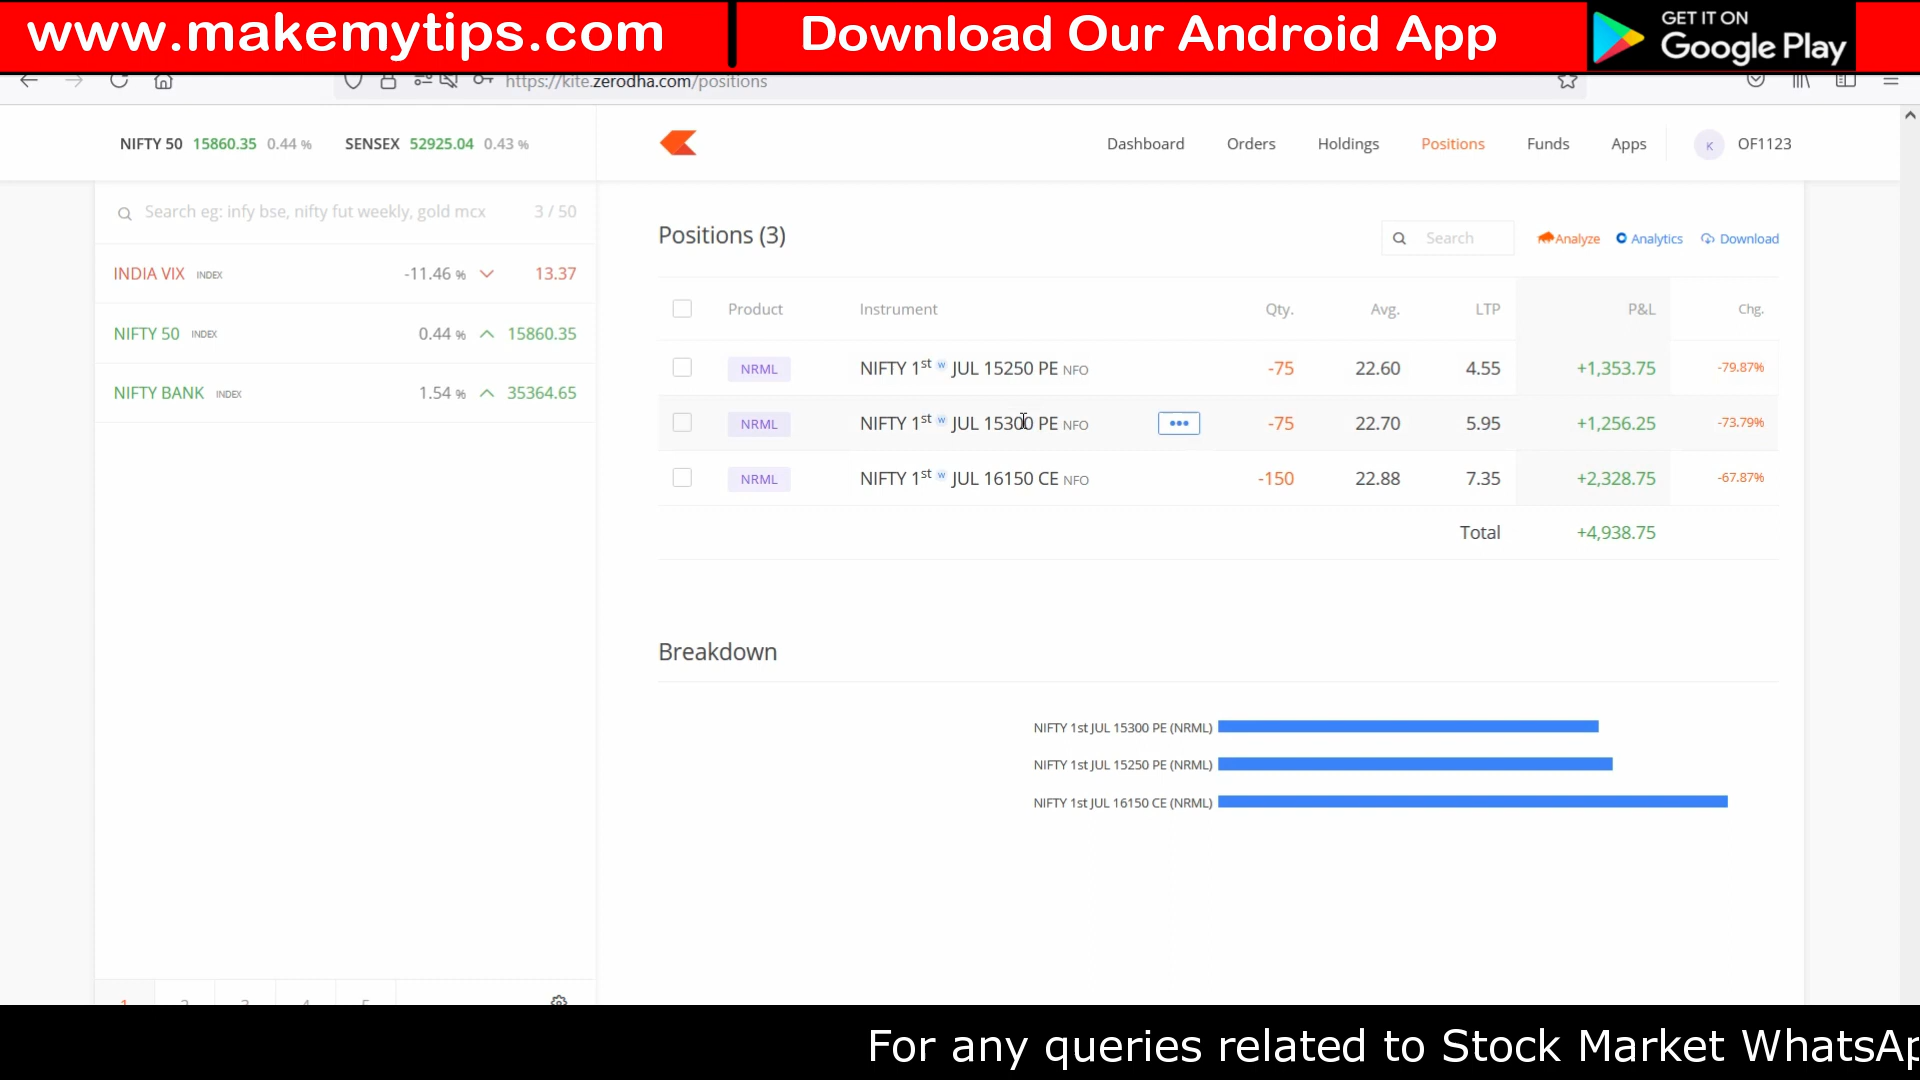 www.makemytips.com
Download Our Android App
GET IT ON
Google Play
https://kite.zerodha.com/positions
NIFTY 50 15860.35 0.44 % SENSEX 52925.04 0.43 %
Dashboard Orders Holdings Positions Funds Apps K OF1123
Search eg: infy bse, nifty fut weekly, gold mcx 3 / 50
INDIA VIX INDEX -11.46 % 13.37
NIFTY 50 INDEX 0.44 % 15860.35
NIFTY BANK INDEX 1.54 % 35364.65
Positions (3)
Search Analyze Analytics Download
Product Instrument Qty. Avg. LTP P&L Chg.
NRML NIFTY 1st w JUL 15250 PE NFO -75 22.60 4.55 +1,353.75 -79.87%
NRML NIFTY 1st w JUL 15300 PE NFO -75 22.70 5.95 +1,256.25 -73.79%
NRML NIFTY 1st w JUL 16150 CE NFO -150 22.88 7.35 +2,328.75 -67.87%
Total +4,938.75
Breakdown
NIFTY 1st JUL 15300 PE (NRML)
NIFTY 1st JUL 15250 PE (NRML)
NIFTY 1st JUL 16150 CE (NRML)
1 2 3 4 5
For any queries related to Stock Market WhatsAp